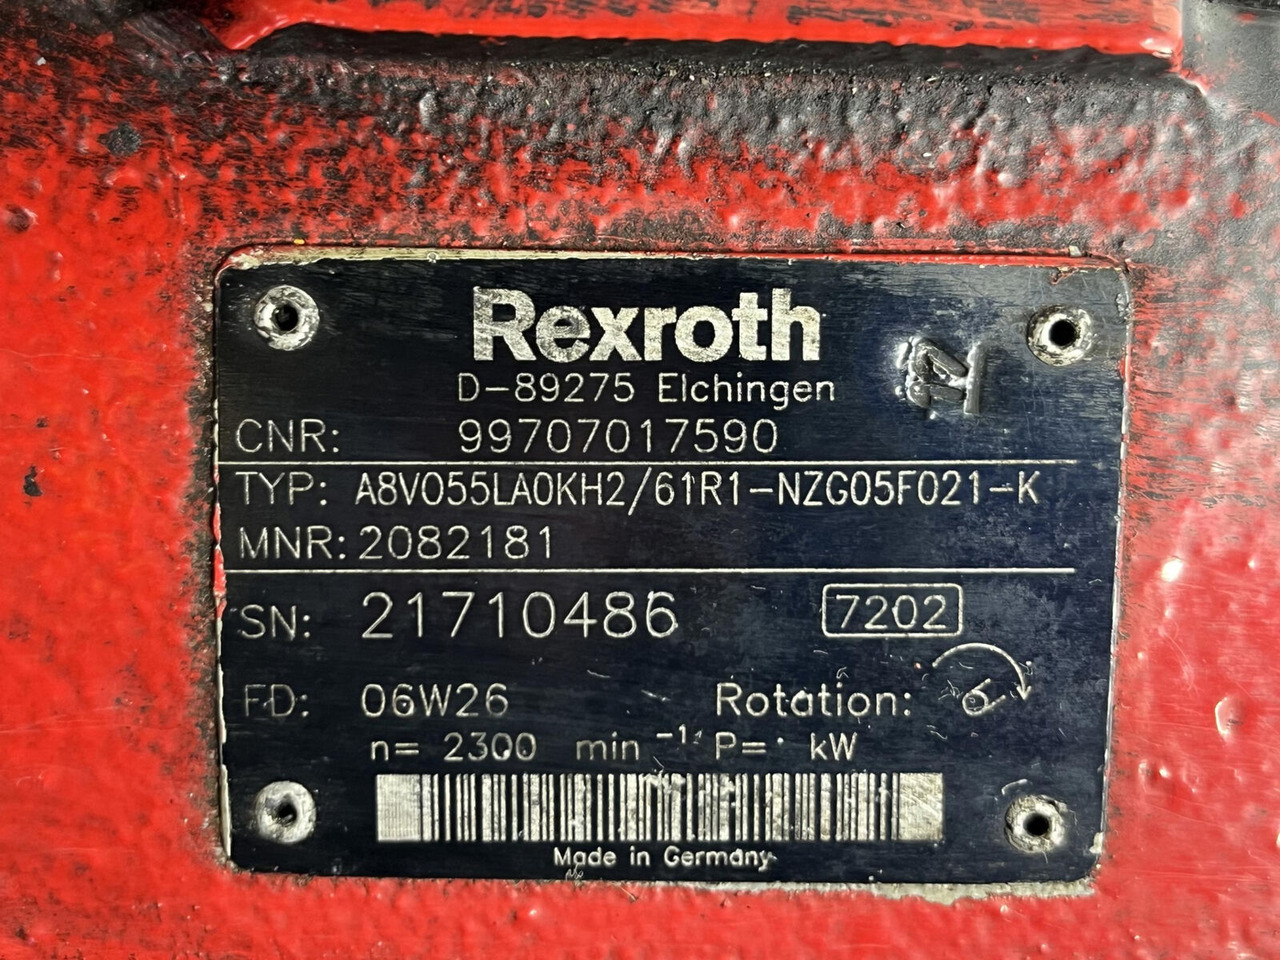 Rexroth
D-89275 Elchingen
CNR: 99707017590
TYP: A8VO55LA0KH2/61R1-NZG05F021-K
MNR: 2082181
SN: 21710486 7202
FD: 06W26 Rotation:
n= 2300 min -1 P= kW
Made in Germany